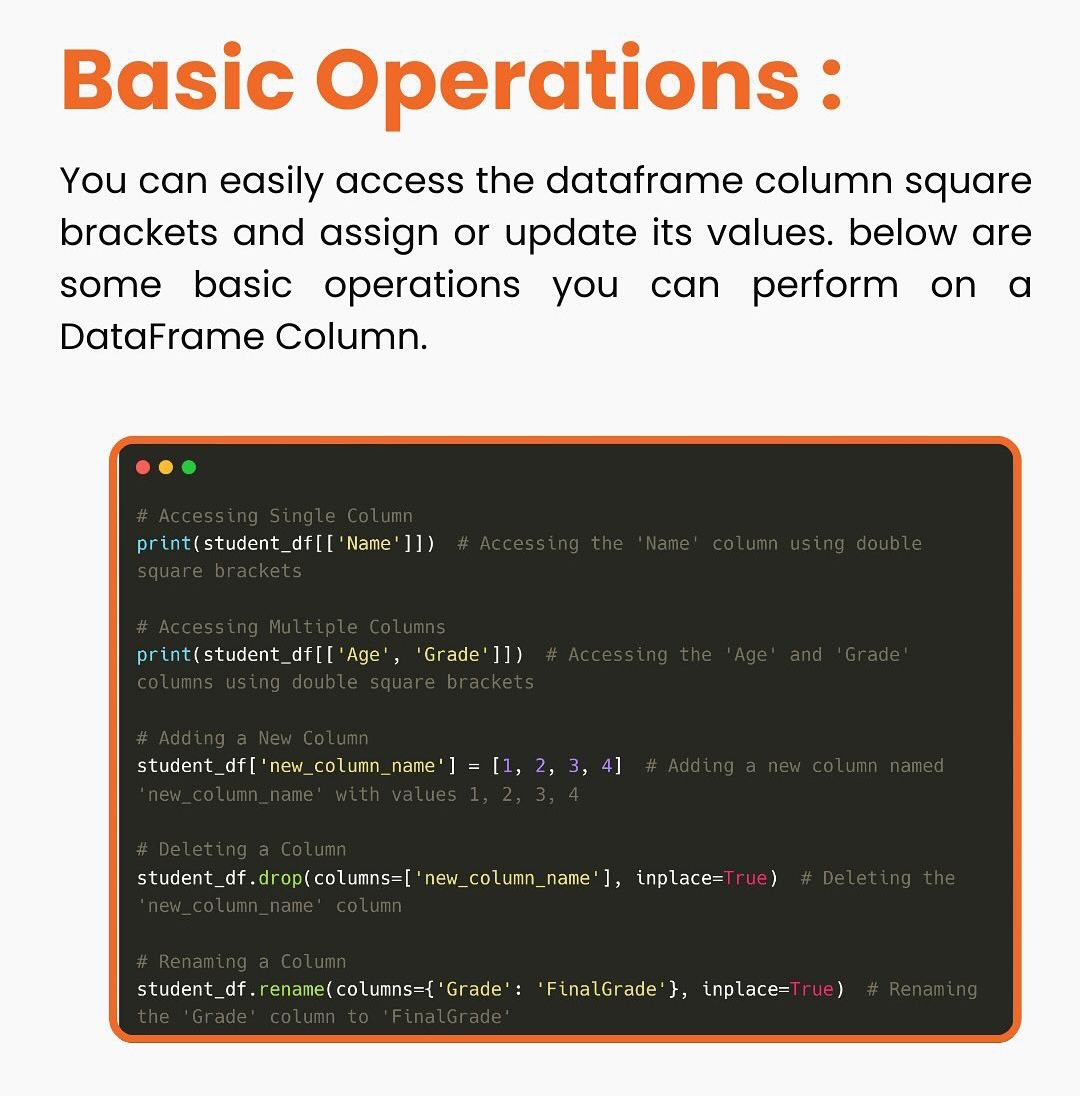 Basic Operations :
You can easily access the dataframe column square
brackets and assign or update its values. below are
some basic operations you can perform on a
DataFrame Column.
# Accessing Single Column
print(student_df[['Name']])  # Accessing the 'Name' column using double
square brackets
# Accessing Multiple Columns
print(student_df[['Age', 'Grade']])  # Accessing the 'Age' and 'Grade'
columns using double square brackets
# Adding a New Column
student_df['new_column_name'] = [1, 2, 3, 4]  # Adding a new column named
'new_column_name' with values 1, 2, 3, 4
# Deleting a Column
student_df.drop(columns=['new_column_name'], inplace=True)  # Deleting the
'new_column_name' column
# Renaming a Column
student_df.rename(columns={'Grade': 'FinalGrade'}, inplace=True)  # Renaming
the 'Grade' column to 'FinalGrade'